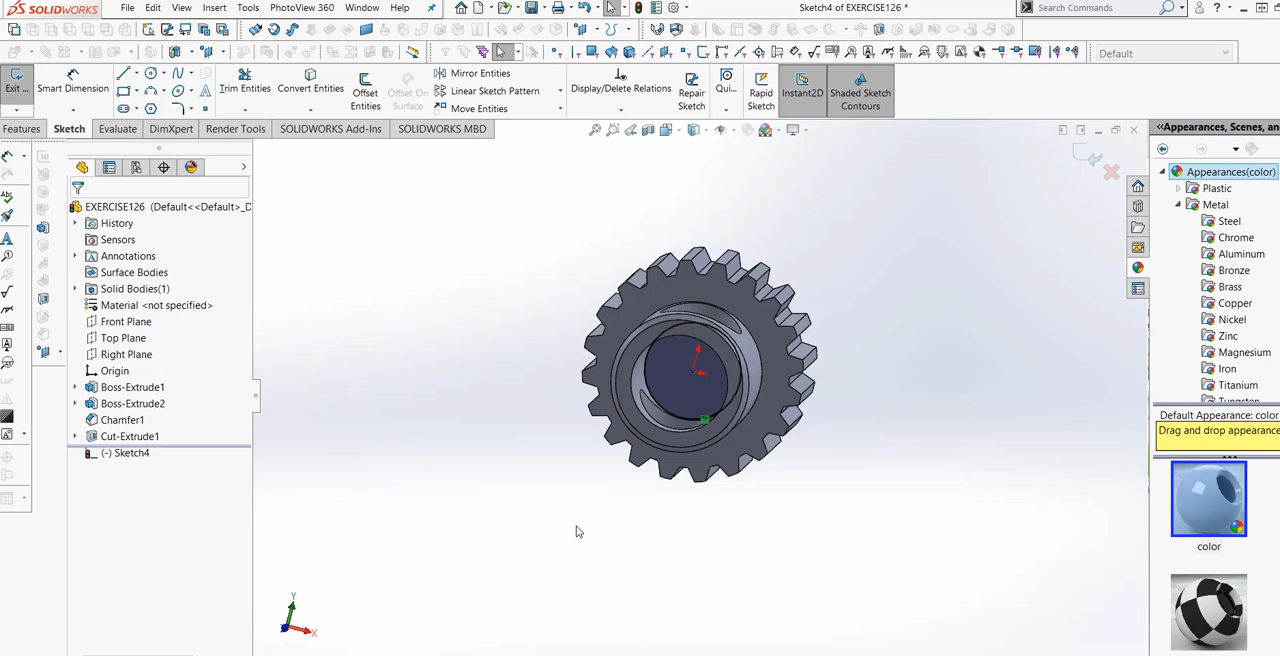 SOLIDWORKS File Edit View Insert Tools PhotoView 360 Window Help Sketch4 of EXERCISE126 * Search Commands
Default
Exit ... Smart Dimension Trim Entities Convert Entities Offset Entities Offset On Surface Mirror Entities Display/Delete Relations Repair Sketch Qui... Rapid Sketch Instant2D Shaded Sketch Contours
Linear Sketch Pattern
Move Entities
Features Sketch Evaluate DimXpert Render Tools SOLIDWORKS Add-Ins SOLIDWORKS MBD
EXERCISE126 (Default<<Default>_D
History
Sensors
Annotations
Surface Bodies
Solid Bodies(1)
Material <not specified>
Front Plane
Top Plane
Right Plane
Origin
Boss-Extrude1
Boss-Extrude2
Chamfer1
Cut-Extrude1
(-) Sketch4
Y
X
Appearances, Scenes, an
Appearances(color)
Plastic
Metal
Steel
Chrome
Aluminum
Bronze
Brass
Copper
Nickel
Zinc
Magnesium
Iron
Titanium
Default Appearance: color
Drag and drop appearance
color